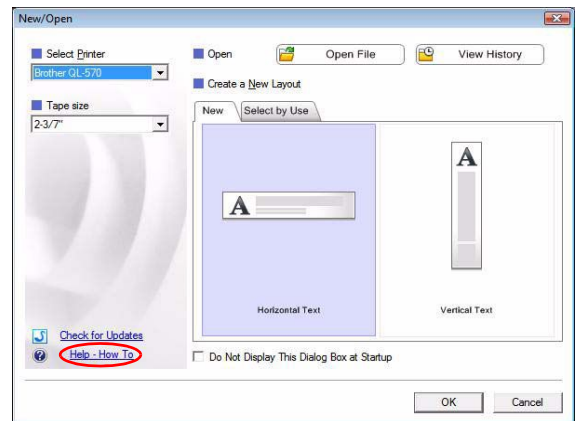 New/Open
Select Printer
Brother QL-570
Tape size
2-3/7"
Check for Updates
Help - How To
Open
Open File
View History
Create a New Layout
New
Select by Use
A
Horizontal Text
A
Vertical Text
Do Not Display This Dialog Box at Startup
OK
Cancel